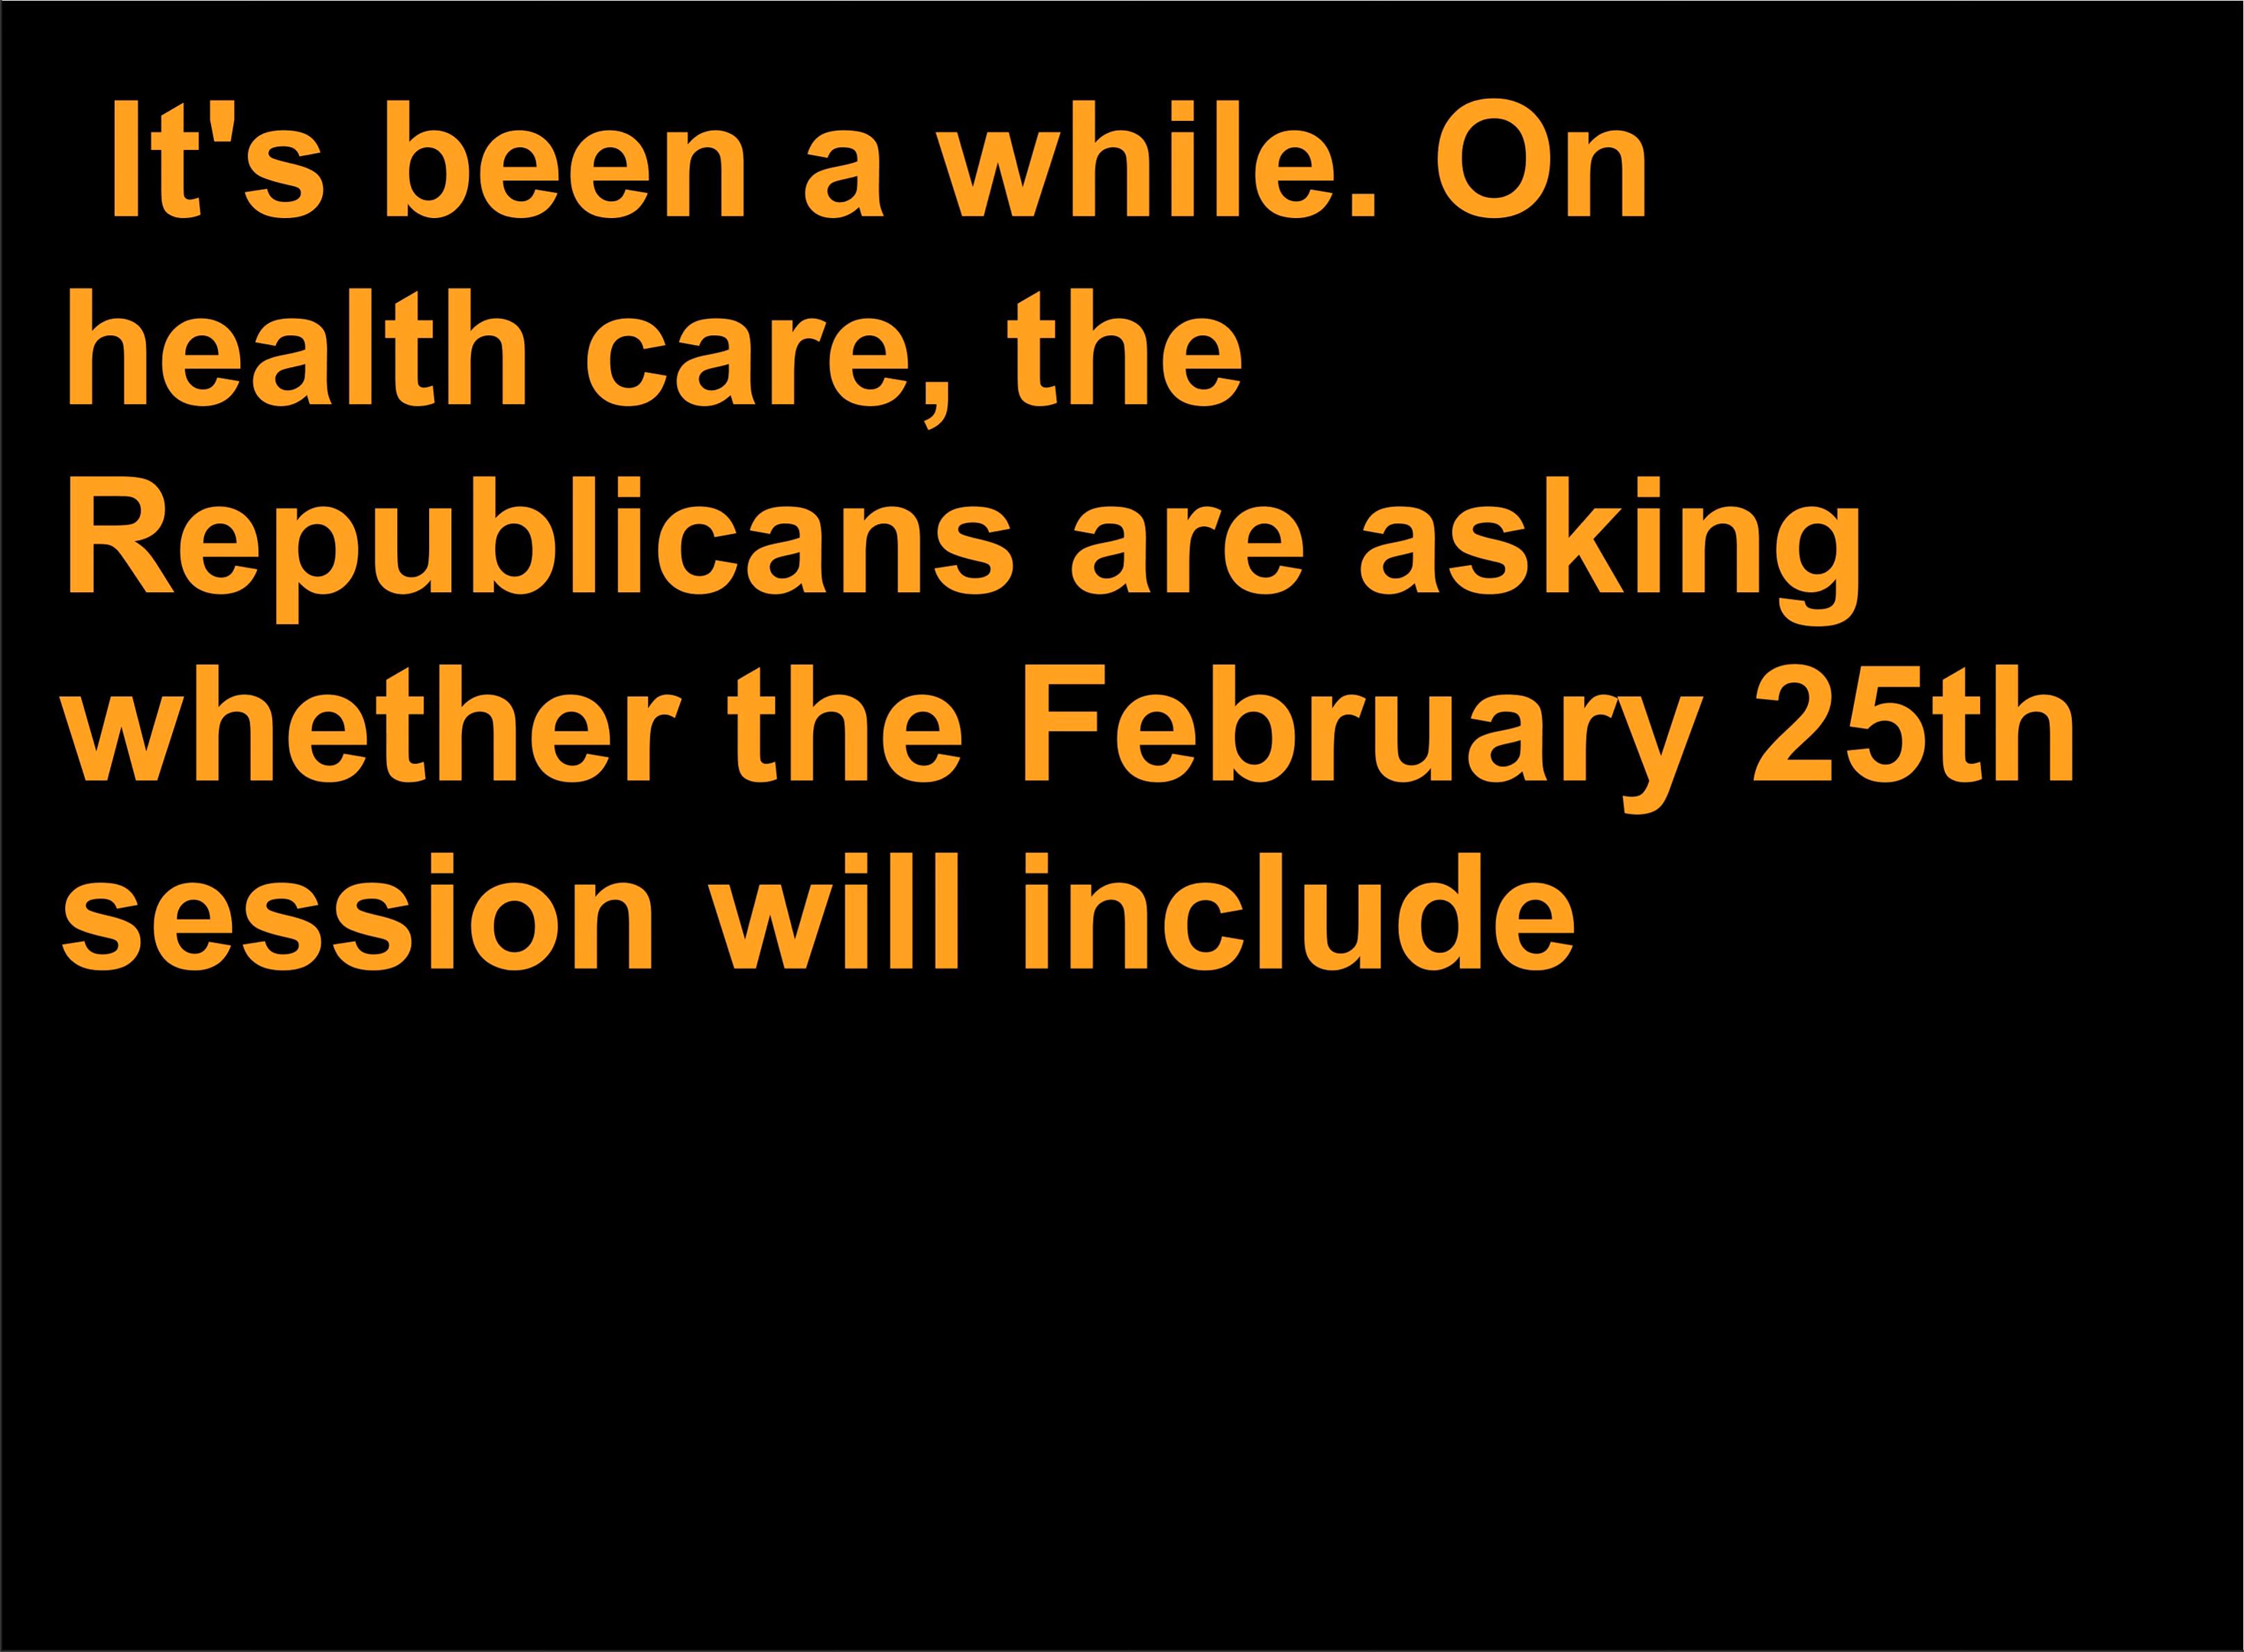 It's been a while. On
health care, the
Republicans are asking
whether the February 25th
session will include